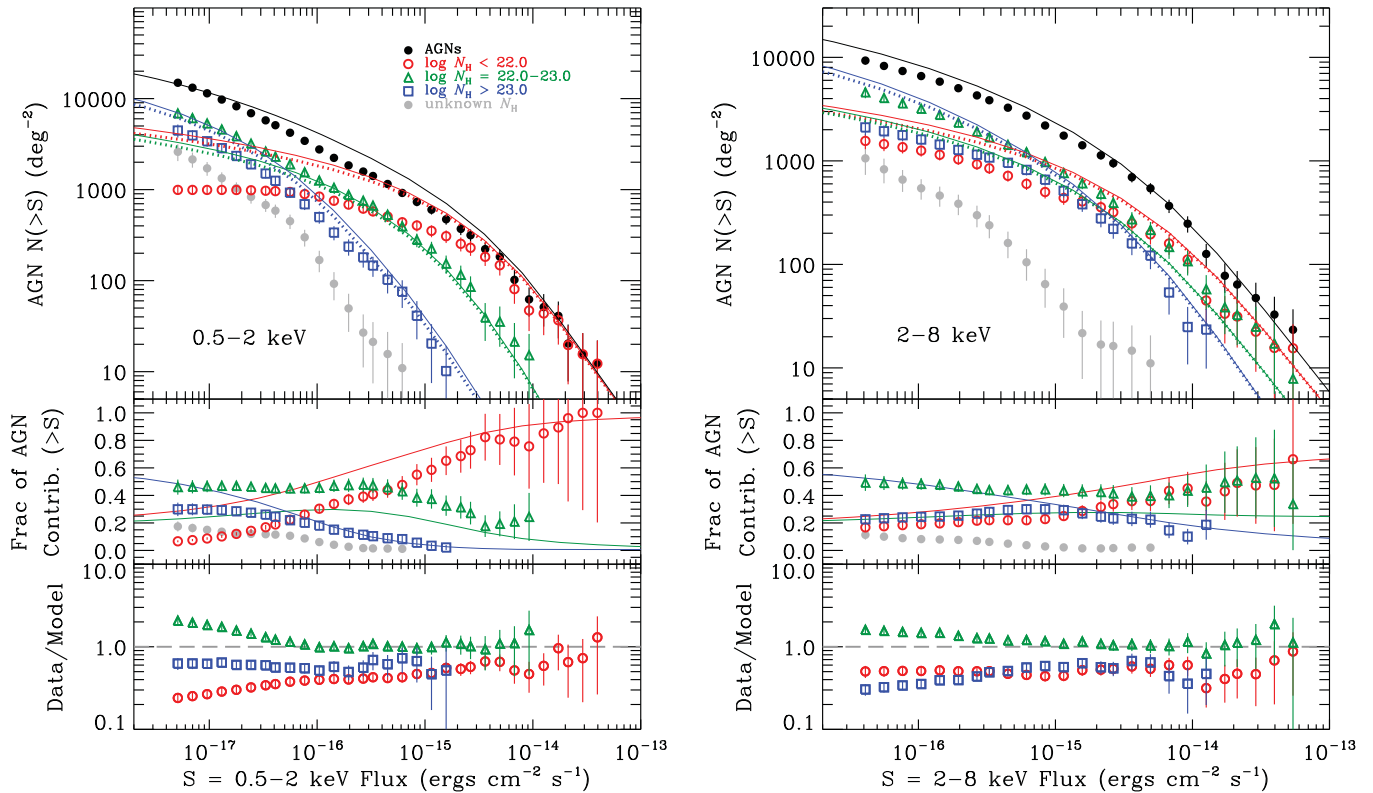 AGN N(>S) (deg⁻²)
10000
1000
100
10
AGNs
log N_H < 22.0
log N_H = 22.0−23.0
log N_H > 23.0
unknown N_H
0.5−2 keV
Frac of AGN
Contrib. (>S)
1.0
0.8
0.6
0.4
0.2
0.0
Data/Model
10.0
1.0
0.1
10⁻¹⁷ 10⁻¹⁶ 10⁻¹⁵ 10⁻¹⁴ 10⁻¹³
S = 0.5−2 keV Flux (ergs cm⁻² s⁻¹)
AGN N(>S) (deg⁻²)
10000
1000
100
10
2−8 keV
Frac of AGN
Contrib. (>S)
1.0
0.8
0.6
0.4
0.2
0.0
Data/Model
10.0
1.0
0.1
10⁻¹⁶ 10⁻¹⁵ 10⁻¹⁴ 10⁻¹³
S = 2−8 keV Flux (ergs cm⁻² s⁻¹)